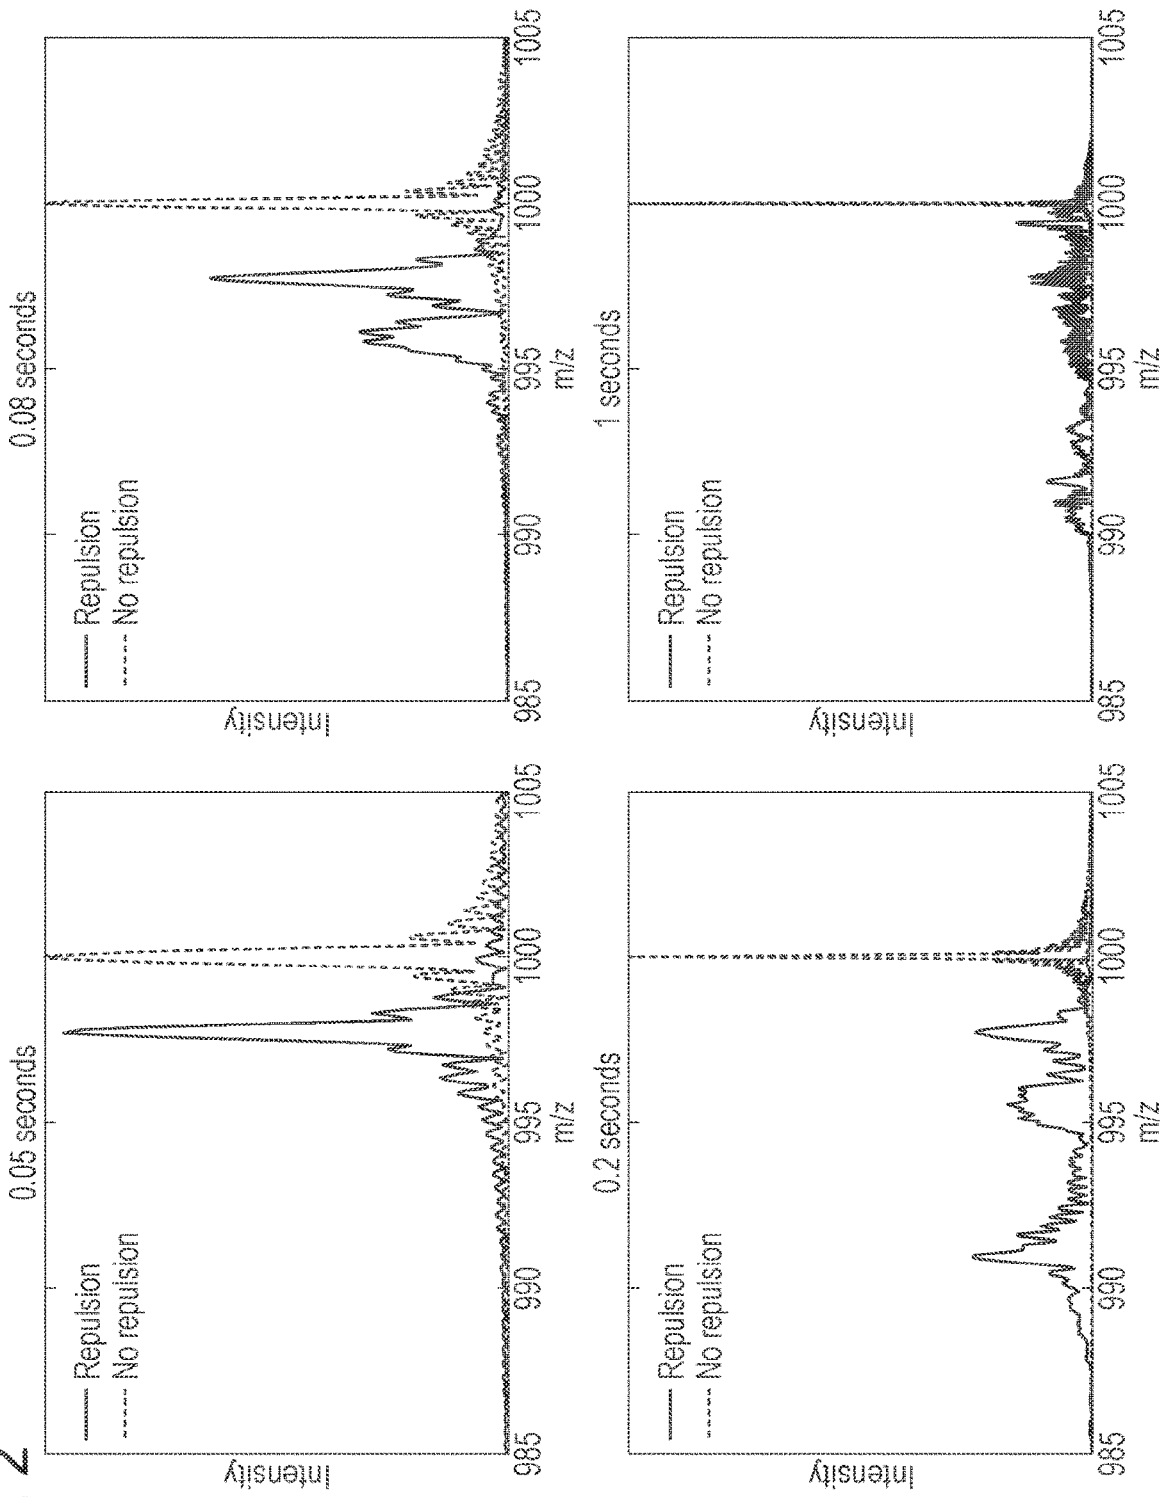 2
0.05 seconds
Repulsion
No repulsion
Intensity
985 990 995 1000 1005
m/z
0.08 seconds
Repulsion
No repulsion
Intensity
985 990 995 1000 1005
m/z
0.2 seconds
Repulsion
No repulsion
Intensity
985 990 995 1000 1005
m/z
1 seconds
Repulsion
No repulsion
Intensity
985 990 995 1000 1005
m/z